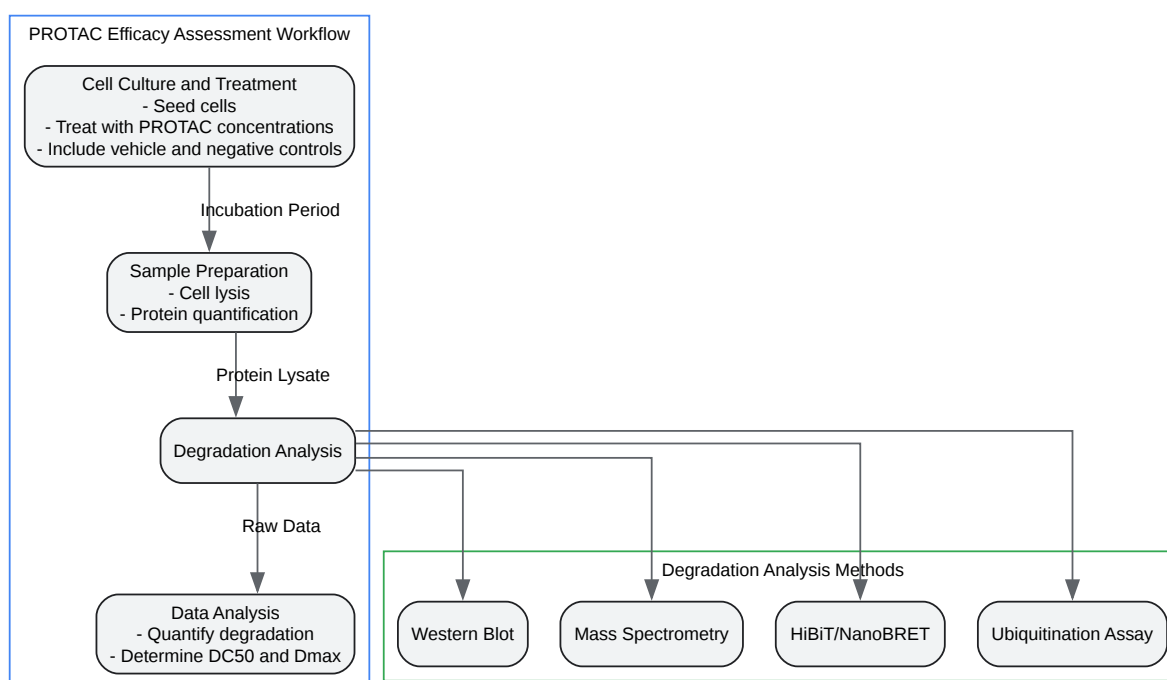 PROTAC Efficacy Assessment Workflow
Cell Culture and Treatment
- Seed cells
- Treat with PROTAC concentrations
- Include vehicle and negative controls
Incubation Period
Sample Preparation
- Cell lysis
- Protein quantification
Protein Lysate
Degradation Analysis
Raw Data
Data Analysis
- Quantify degradation
- Determine DC50 and Dmax
Degradation Analysis Methods
Western Blot
Mass Spectrometry
HiBiT/NanoBRET
Ubiquitination Assay